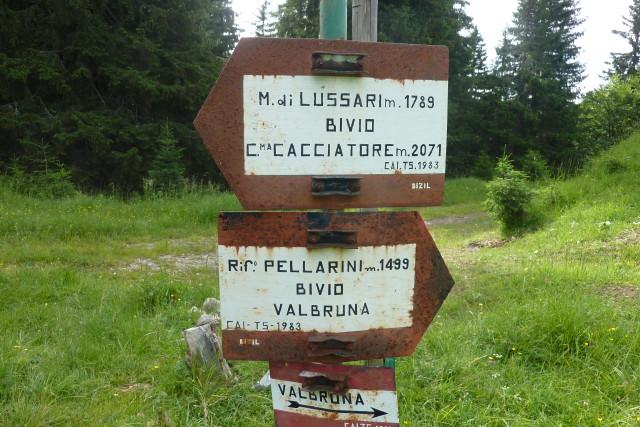 M. di LUSSARI m. 1789
BIVIO
C.MA CACCIATORE m. 2071
CAI. TS. 1983
BIZIL
Rif.o PELLARINI m. 1499
BIVIO
VALBRUNA
CAI-TS-1983
BIZIL
VALBRUNA